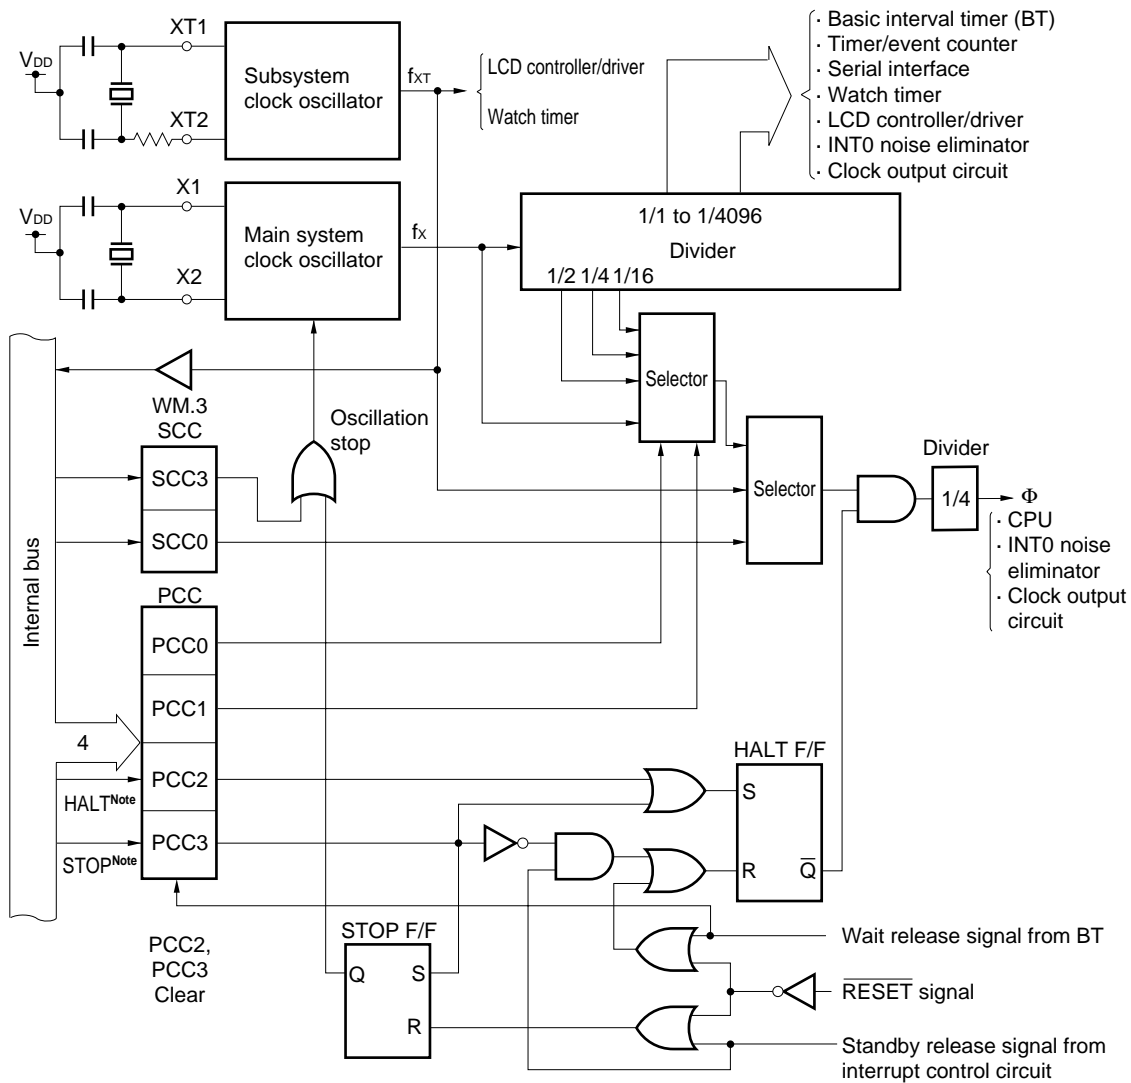 XT1
VDD
XT2
Subsystem
clock oscillator
fXT
LCD controller/driver
Watch timer
· Basic interval timer (BT)
· Timer/event counter
· Serial interface
· Watch timer
· LCD controller/driver
· INT0 noise eliminator
· Clock output circuit
X1
VDD
X2
Main system
clock oscillator
fX
1/1 to 1/4096
Divider
1/2 1/4 1/16
Selector
WM.3
SCC
Oscillation
stop
SCC3
SCC0
Internal bus
Selector
Divider
1/4
Φ
· CPU
· INT0 noise
eliminator
· Clock output
circuit
PCC
PCC0
PCC1
4
PCC2
HALTNote
PCC3
STOPNote
HALT F/F
S
R
Q̅
PCC2,
PCC3
Clear
STOP F/F
Q
S
R
Wait release signal from BT
R̅E̅S̅E̅T̅ signal
Standby release signal from
interrupt control circuit